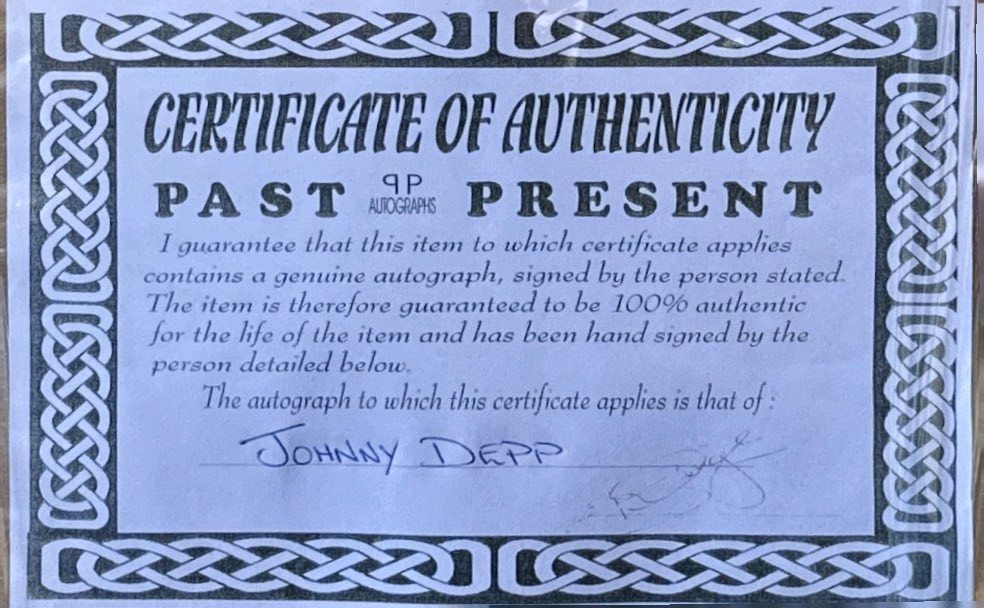 CERTIFICATE OF AUTHENTICITY
PAST PP AUTOGRAPHS PRESENT
I guarantee that this item to which certificate applies
contains a genuine autograph, signed by the person stated.
The item is therefore guaranteed to be 100% authentic
for the life of the item and has been hand signed by the
person detailed below.
The autograph to which this certificate applies is that of :
JOHNNY DEPP